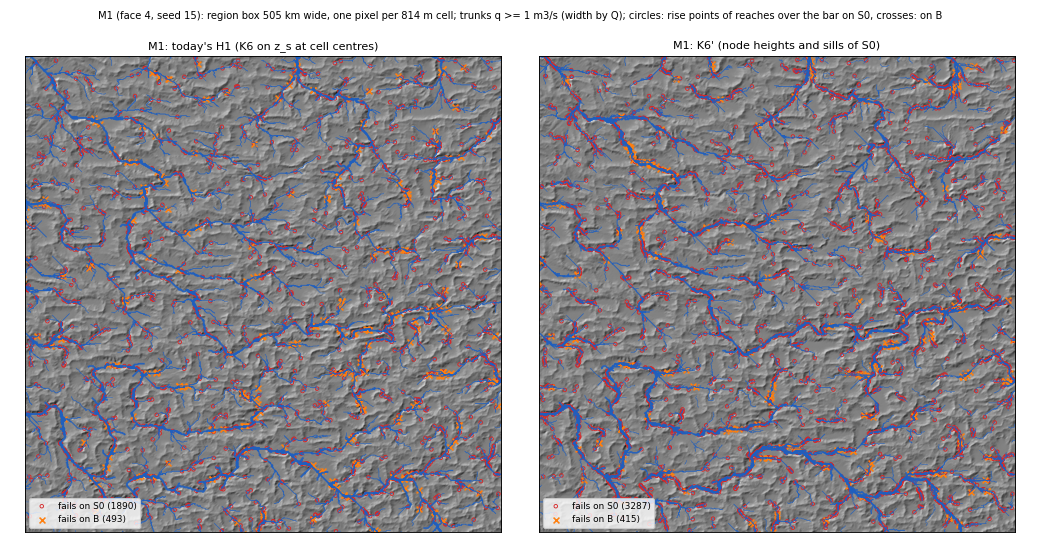 M1 (face 4, seed 15): region box 505 km wide, one pixel per 814 m cell; trunks q >= 1 m3/s (width by Q); circles: rise points of reaches over the bar on S0, crosses: on B
M1: today's H1 (K6 on z_s at cell centres)
M1: K6' (node heights and sills of S0)
fails on S0 (1890)
fails on B (493)
fails on S0 (3287)
fails on B (415)